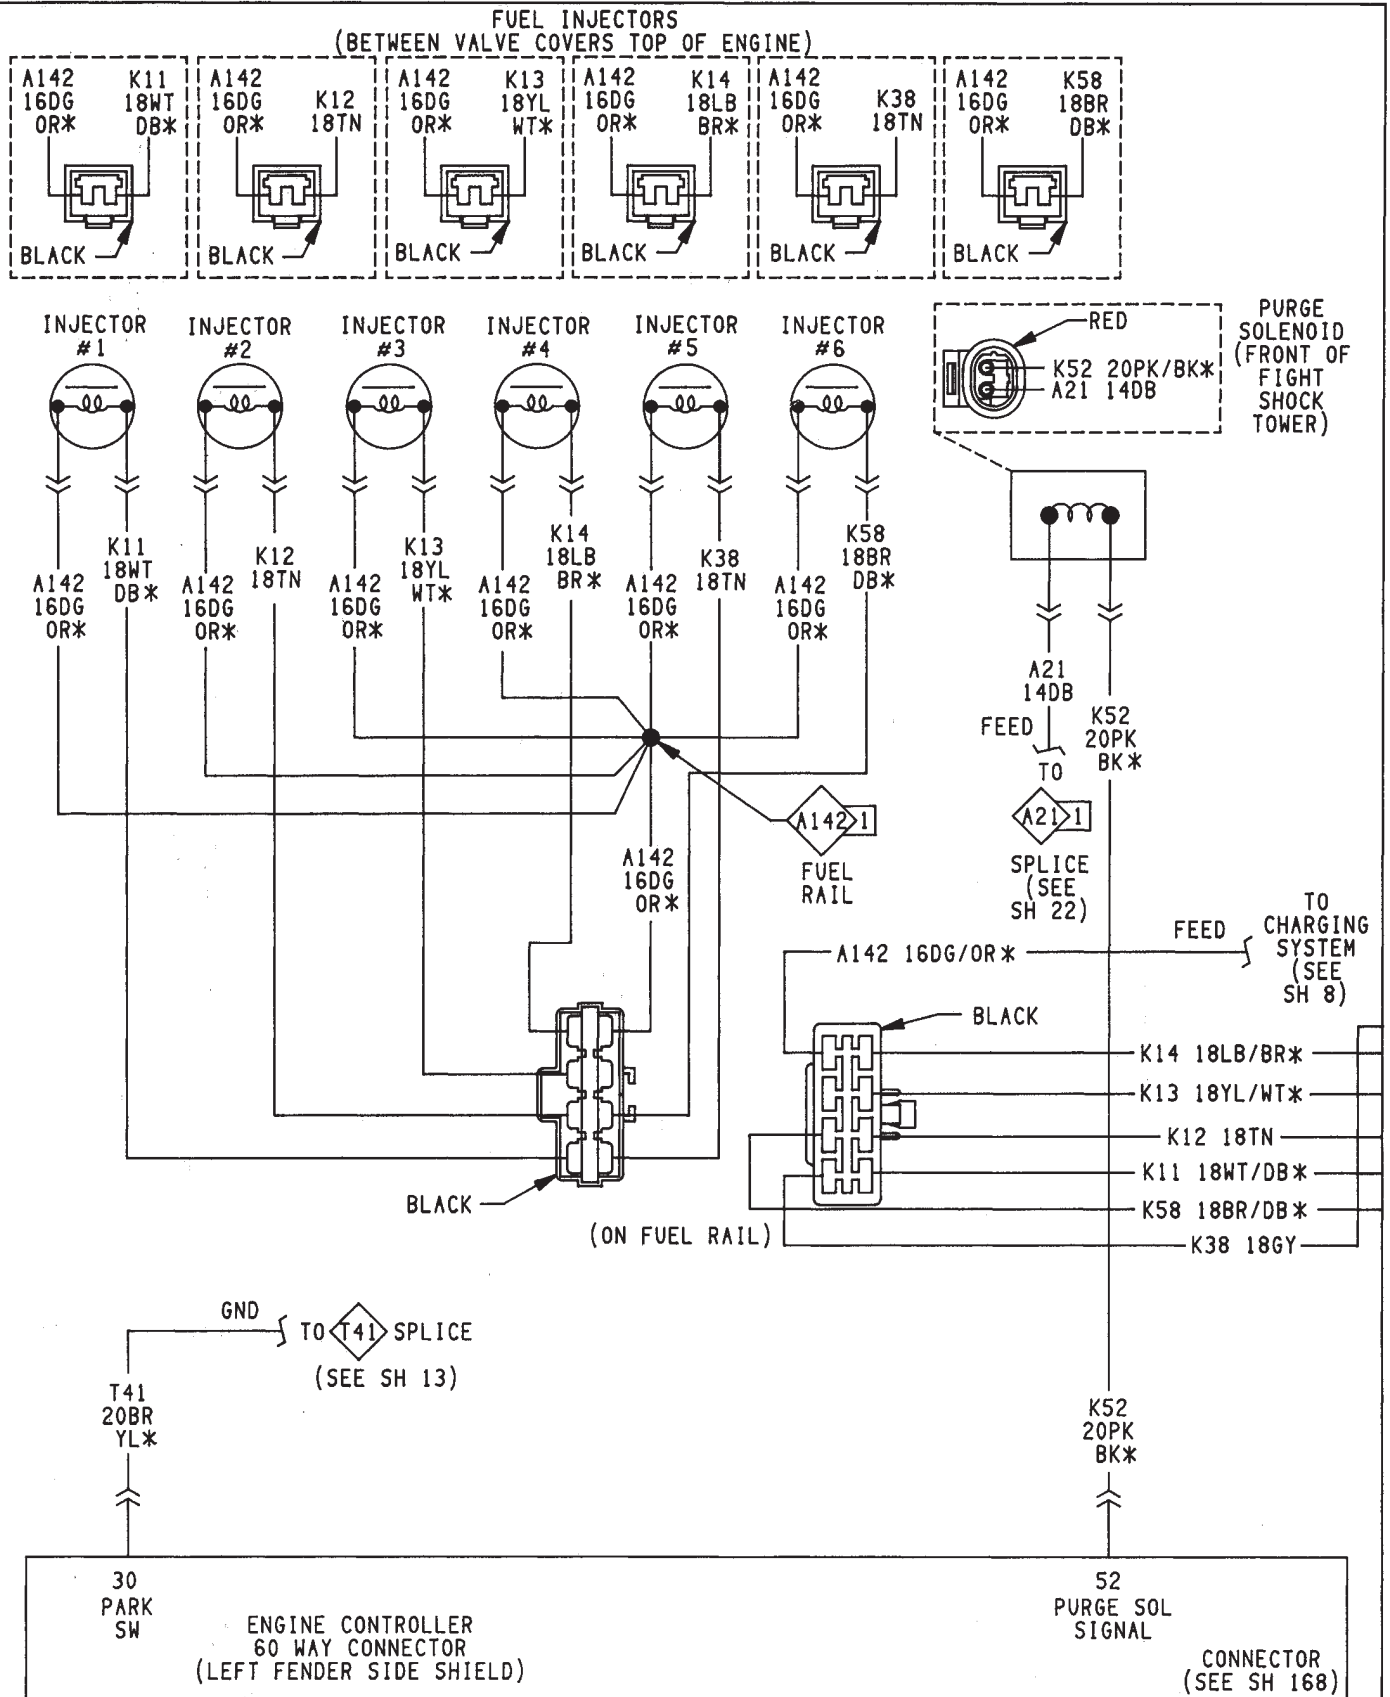 FUEL INJECTORS
(BETWEEN VALVE COVERS TOP OF ENGINE)
A142
16DG
OR*
K11
18WT
DB*
BLACK
A142
16DG
OR*
K12
18TN
BLACK
A142
16DG
OR*
K13
18YL
WT*
BLACK
A142
16DG
OR*
K14
18LB
BR*
BLACK
A142
16DG
OR*
K38
18TN
BLACK
A142
16DG
OR*
K58
18BR
DB*
BLACK
INJECTOR
#1
INJECTOR
#2
INJECTOR
#3
INJECTOR
#4
INJECTOR
#5
INJECTOR
#6
RED
K52 20PK/BK*
A21 14DB
PURGE
SOLENOID
(FRONT OF
FIGHT
SHOCK
TOWER)
A142
16DG
OR*
K11
18WT
DB*
A142
16DG
OR*
K12
18TN
A142
16DG
OR*
K13
18YL
WT*
A142
16DG
OR*
K14
18LB
BR*
A142
16DG
OR*
K38
18TN
A142
16DG
OR*
K58
18BR
DB*
A21
14DB
FEED
TO
A21 1
SPLICE
(SEE
SH 22)
K52
20PK
BK*
A142 1
FUEL
RAIL
A142
16DG
OR*
A142 16DG/OR*
FEED
TO
CHARGING
SYSTEM
(SEE
SH 8)
BLACK
K14 18LB/BR*
K13 18YL/WT*
K12 18TN
K11 18WT/DB*
K58 18BR/DB*
K38 18GY
BLACK
(ON FUEL RAIL)
GND
TO T41 SPLICE
(SEE SH 13)
T41
20BR
YL*
K52
20PK
BK*
30
PARK
SW
ENGINE CONTROLLER
60 WAY CONNECTOR
(LEFT FENDER SIDE SHIELD)
52
PURGE SOL
SIGNAL
CONNECTOR
(SEE SH 168)